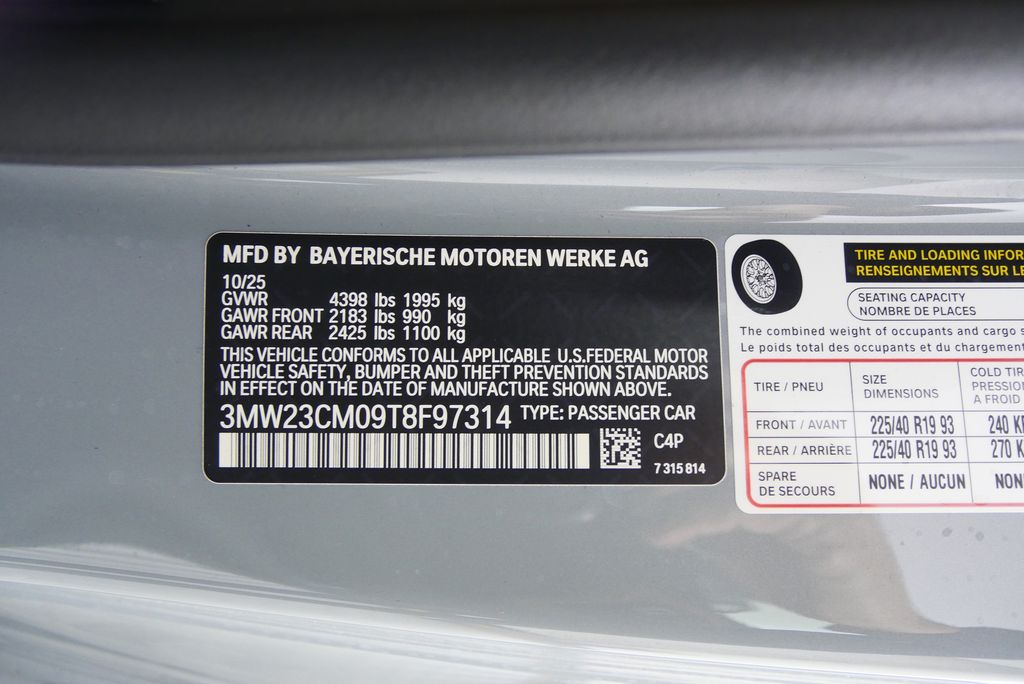 MFD BY BAYERISCHE MOTOREN WERKE AG
10/25
GVWR 4398 lbs 1995 kg
GAWR FRONT 2183 lbs 990 kg
GAWR REAR 2425 lbs 1100 kg
THIS VEHICLE CONFORMS TO ALL APPLICABLE U.S.FEDERAL MOTOR
VEHICLE SAFETY, BUMPER AND THEFT PREVENTION STANDARDS
IN EFFECT ON THE DATE OF MANUFACTURE SHOWN ABOVE.
3MW23CM09T8F97314 TYPE: PASSENGER CAR
C4P
7 315 814
TIRE AND LOADING INFOR
RENSEIGNEMENTS SUR LE
SEATING CAPACITY
NOMBRE DE PLACES
The combined weight of occupants and cargo s
Le poids total des occupants et du chargement
TIRE / PNEU SIZE DIMENSIONS COLD TIR PRESSIO A FROID
FRONT / AVANT 225/40 R19 93 240 K
REAR / ARRIÈRE 225/40 R19 93 270 K
SPARE DE SECOURS NONE / AUCUN NON